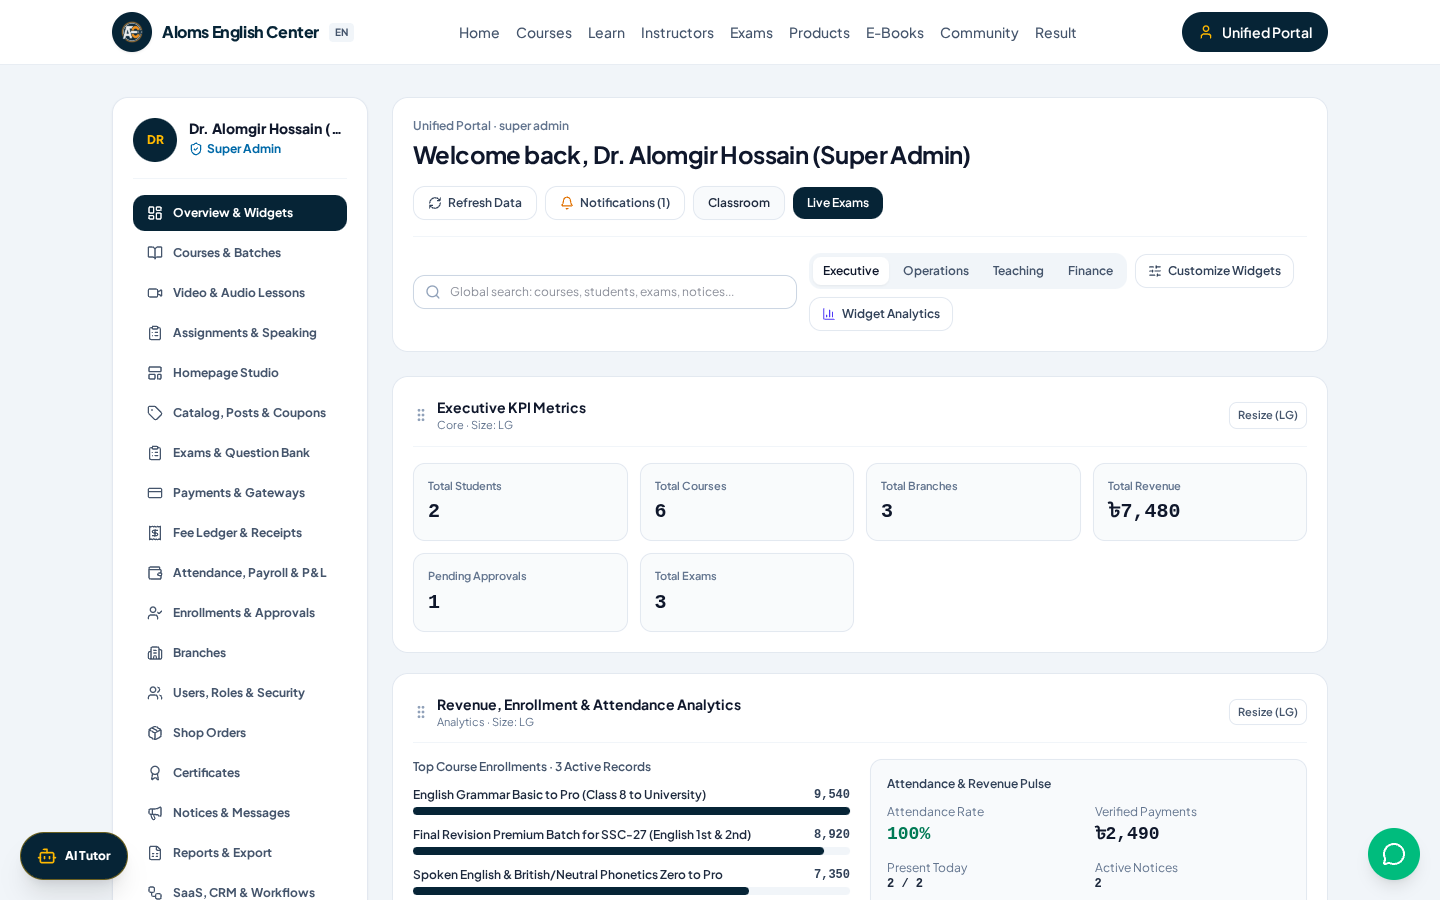 Aloms English Center
EN
Home
Courses
Learn
Instructors
Exams
Products
E-Books
Community
Result
Unified Portal
DR
Dr. Alomgir Hossain (...
Super Admin
Overview & Widgets
Courses & Batches
Video & Audio Lessons
Assignments & Speaking
Homepage Studio
Catalog, Posts & Coupons
Exams & Question Bank
Payments & Gateways
Fee Ledger & Receipts
Attendance, Payroll & P&L
Enrollments & Approvals
Branches
Users, Roles & Security
Shop Orders
Certificates
Notices & Messages
Reports & Export
SaaS, CRM & Workflows
AI Tutor
Unified Portal · super admin
Welcome back, Dr. Alomgir Hossain (Super Admin)
Refresh Data
Notifications (1)
Classroom
Live Exams
Global search: courses, students, exams, notices...
Executive
Operations
Teaching
Finance
Customize Widgets
Widget Analytics
Executive KPI Metrics
Core · Size: LG
Resize (LG)
Total Students
2
Total Courses
6
Total Branches
3
Total Revenue
৳7,480
Pending Approvals
1
Total Exams
3
Revenue, Enrollment & Attendance Analytics
Analytics · Size: LG
Resize (LG)
Top Course Enrollments · 3 Active Records
English Grammar Basic to Pro (Class 8 to University)
9,540
Final Revision Premium Batch for SSC-27 (English 1st & 2nd)
8,920
Spoken English & British/Neutral Phonetics Zero to Pro
7,350
Attendance & Revenue Pulse
Attendance Rate
100%
Verified Payments
৳2,490
Present Today
2 / 2
Active Notices
2